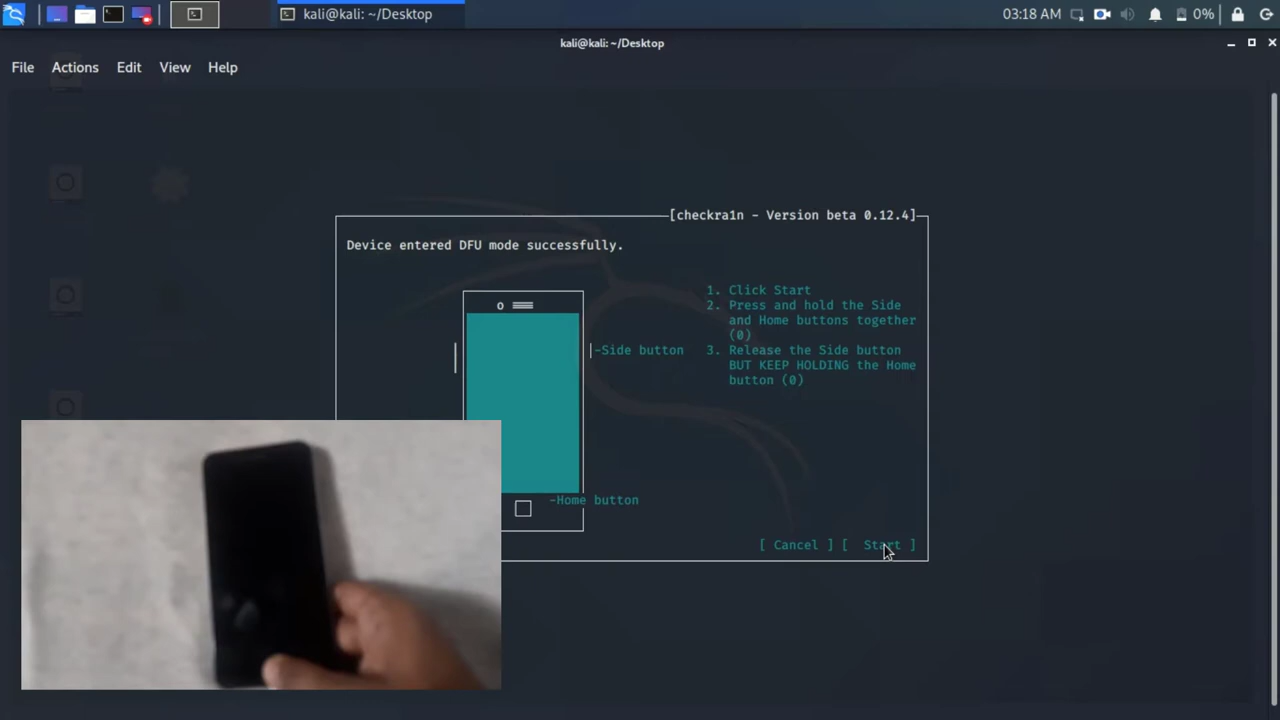 kali@kali: ~/Desktop
03:18 AM
0%
kali@kali: ~/Desktop
File Actions Edit View Help
[checkra1n - Version beta 0.12.4]
Device entered DFU mode successfully.
1. Click Start
2. Press and hold the Side
and Home buttons together
(0)
3. Release the Side button
BUT KEEP HOLDING the Home
button (0)
o
-Side button
-Home button
[ Cancel ] [ Start ]